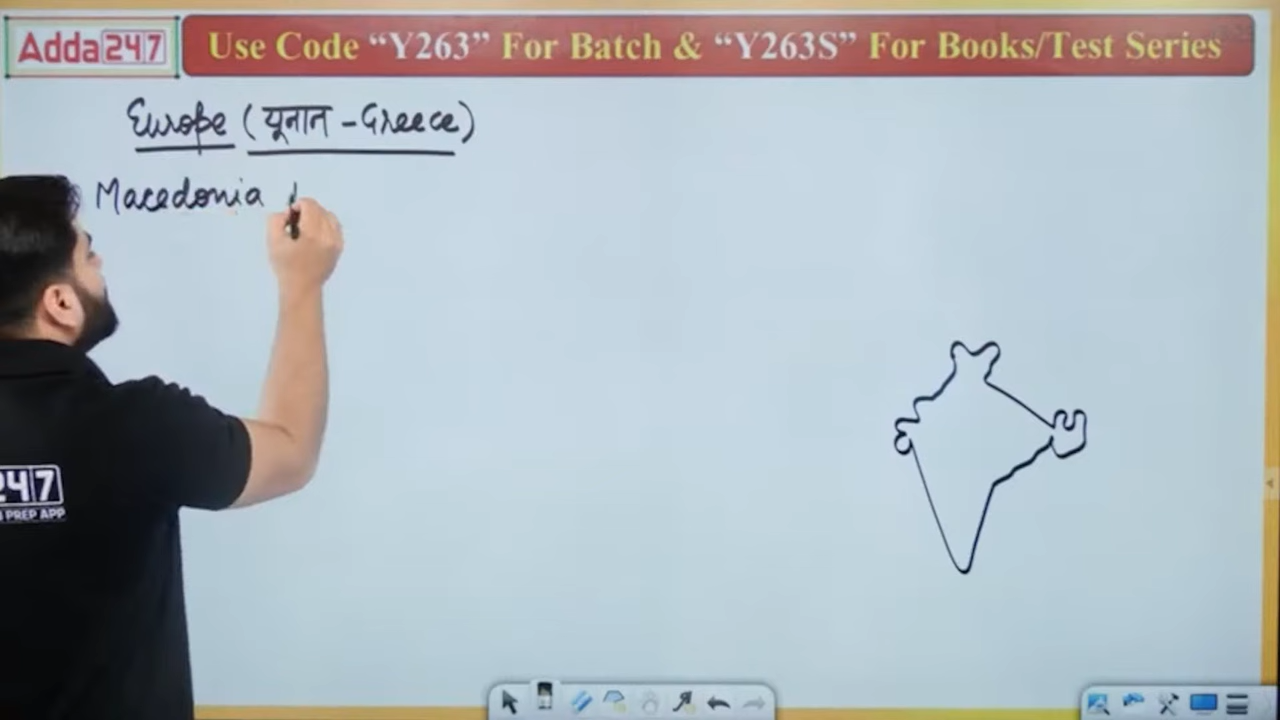 Adda247
Use Code “Y263” For Batch & “Y263S” For Books/Test Series
Europe (यूनान - Greece)
Macedonia
247
PREP APP